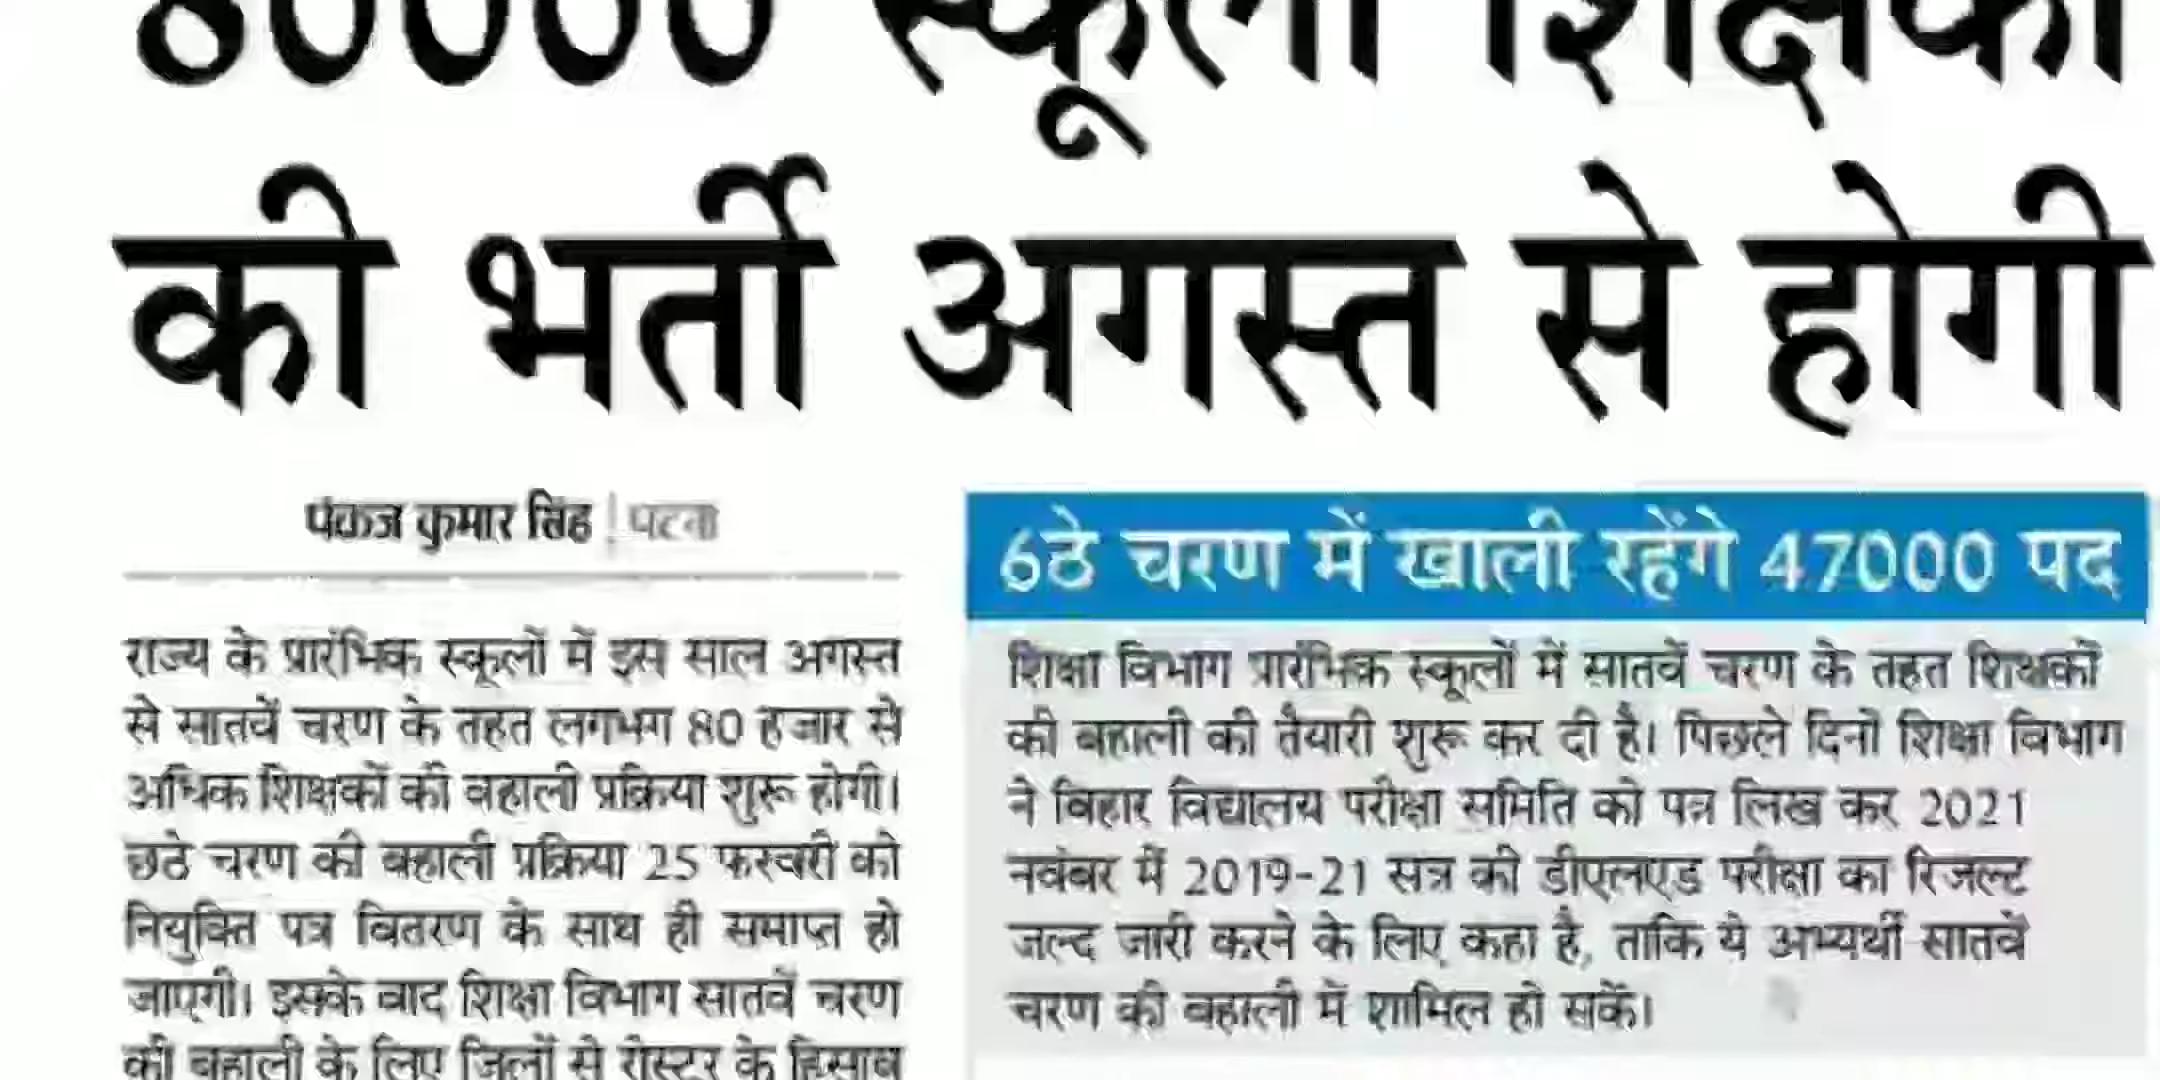 80000 स्कूली शिक्षकों
की भर्ती अगस्त से होगी
पंकज कुमार सिंह | पटना
राज्य के प्रारंभिक स्कूलों में इस साल अगस्त
से सातवें चरण के तहत लगभग 80 हजार से
अधिक शिक्षकों की बहाली प्रक्रिया शुरू होगी।
छठे चरण की बहाली प्रक्रिया 25 फरवरी को
नियुक्ति पत्र वितरण के साथ ही समाप्त हो
जाएगी। इसके बाद शिक्षा विभाग सातवें चरण
की बहाली के लिए जिलों से रोस्टर के हिसाब
6ठे चरण में खाली रहेंगे 47000 पद
शिक्षा विभाग प्रारंभिक स्कूलों में सातवें चरण के तहत शिक्षकों
की बहाली की तैयारी शुरू कर दी है। पिछले दिनों शिक्षा विभाग
ने बिहार विद्यालय परीक्षा समिति को पत्र लिख कर 2021
नवंबर में 2019-21 सत्र की डीएलएड परीक्षा का रिजल्ट
जल्द जारी करने के लिए कहा है, ताकि ये अभ्यर्थी सातवें
चरण की बहाली में शामिल हो सकें।